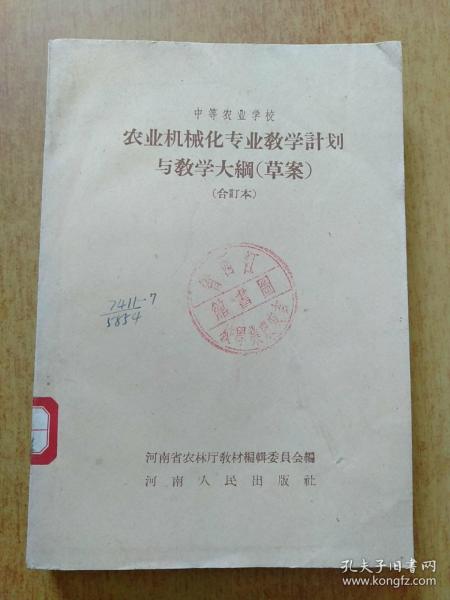 中等农业学校
农业机械化专业教学計划
与教学大綱(草案)
(合訂本)
江西省
圖書館
7411-7
5854
河南省农林厅教材編輯委員会編
河南人民出版社
孔夫子旧书网
www.kongfz.com